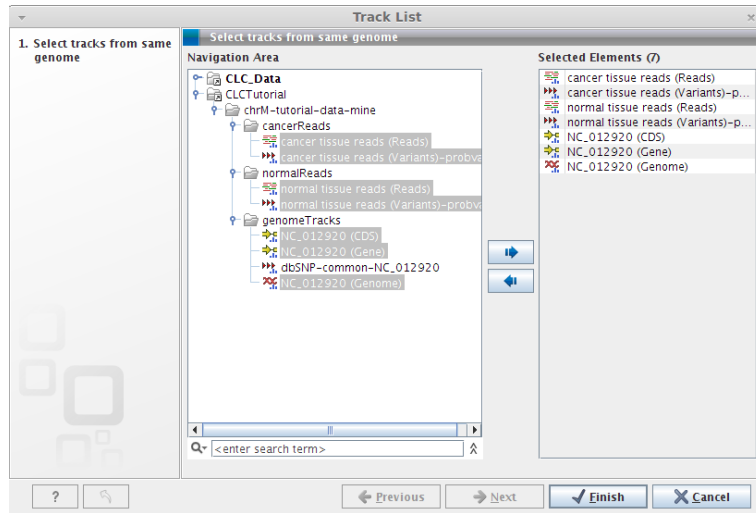 Track List
1. Select tracks from same
genome
Select tracks from same genome
Navigation Area
CLC_Data
CLCTutorial
chrM-tutorial-data-mine
cancerReads
cancer tissue reads (Reads)
cancer tissue reads (Variants)-probva
normalReads
normal tissue reads (Reads)
normal tissue reads (Variants)-probva
genomeTracks
NC_012920 (CDS)
NC_012920 (Gene)
dbSNP-common-NC_012920
NC_012920 (Genome)
<enter search term>
Selected Elements (7)
cancer tissue reads (Reads)
cancer tissue reads (Variants)-p...
normal tissue reads (Reads)
normal tissue reads (Variants)-p...
NC_012920 (CDS)
NC_012920 (Gene)
NC_012920 (Genome)
?
Previous
Next
Finish
Cancel